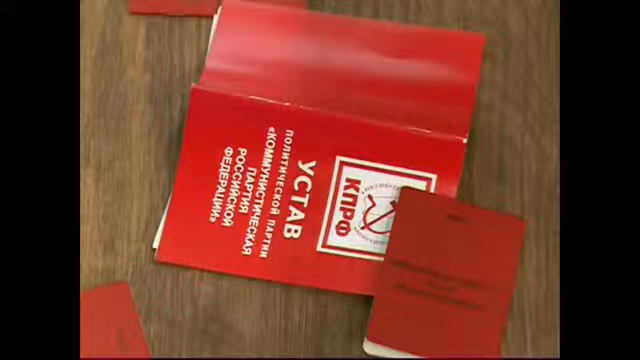 КПРФ
УСТАВ
ПОЛИТИЧЕСКОЙ ПАРТИИ
«КОММУНИСТИЧЕСКАЯ
ПАРТИЯ
РОССИЙСКОЙ
ФЕДЕРАЦИИ»